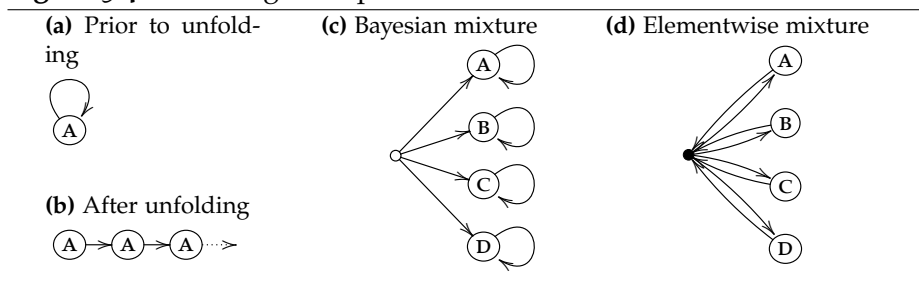 (a) Prior to unfold-
ing
A
(b) After unfolding
A A A
(c) Bayesian mixture
A
B
C
D
(d) Elementwise mixture
A
B
C
D